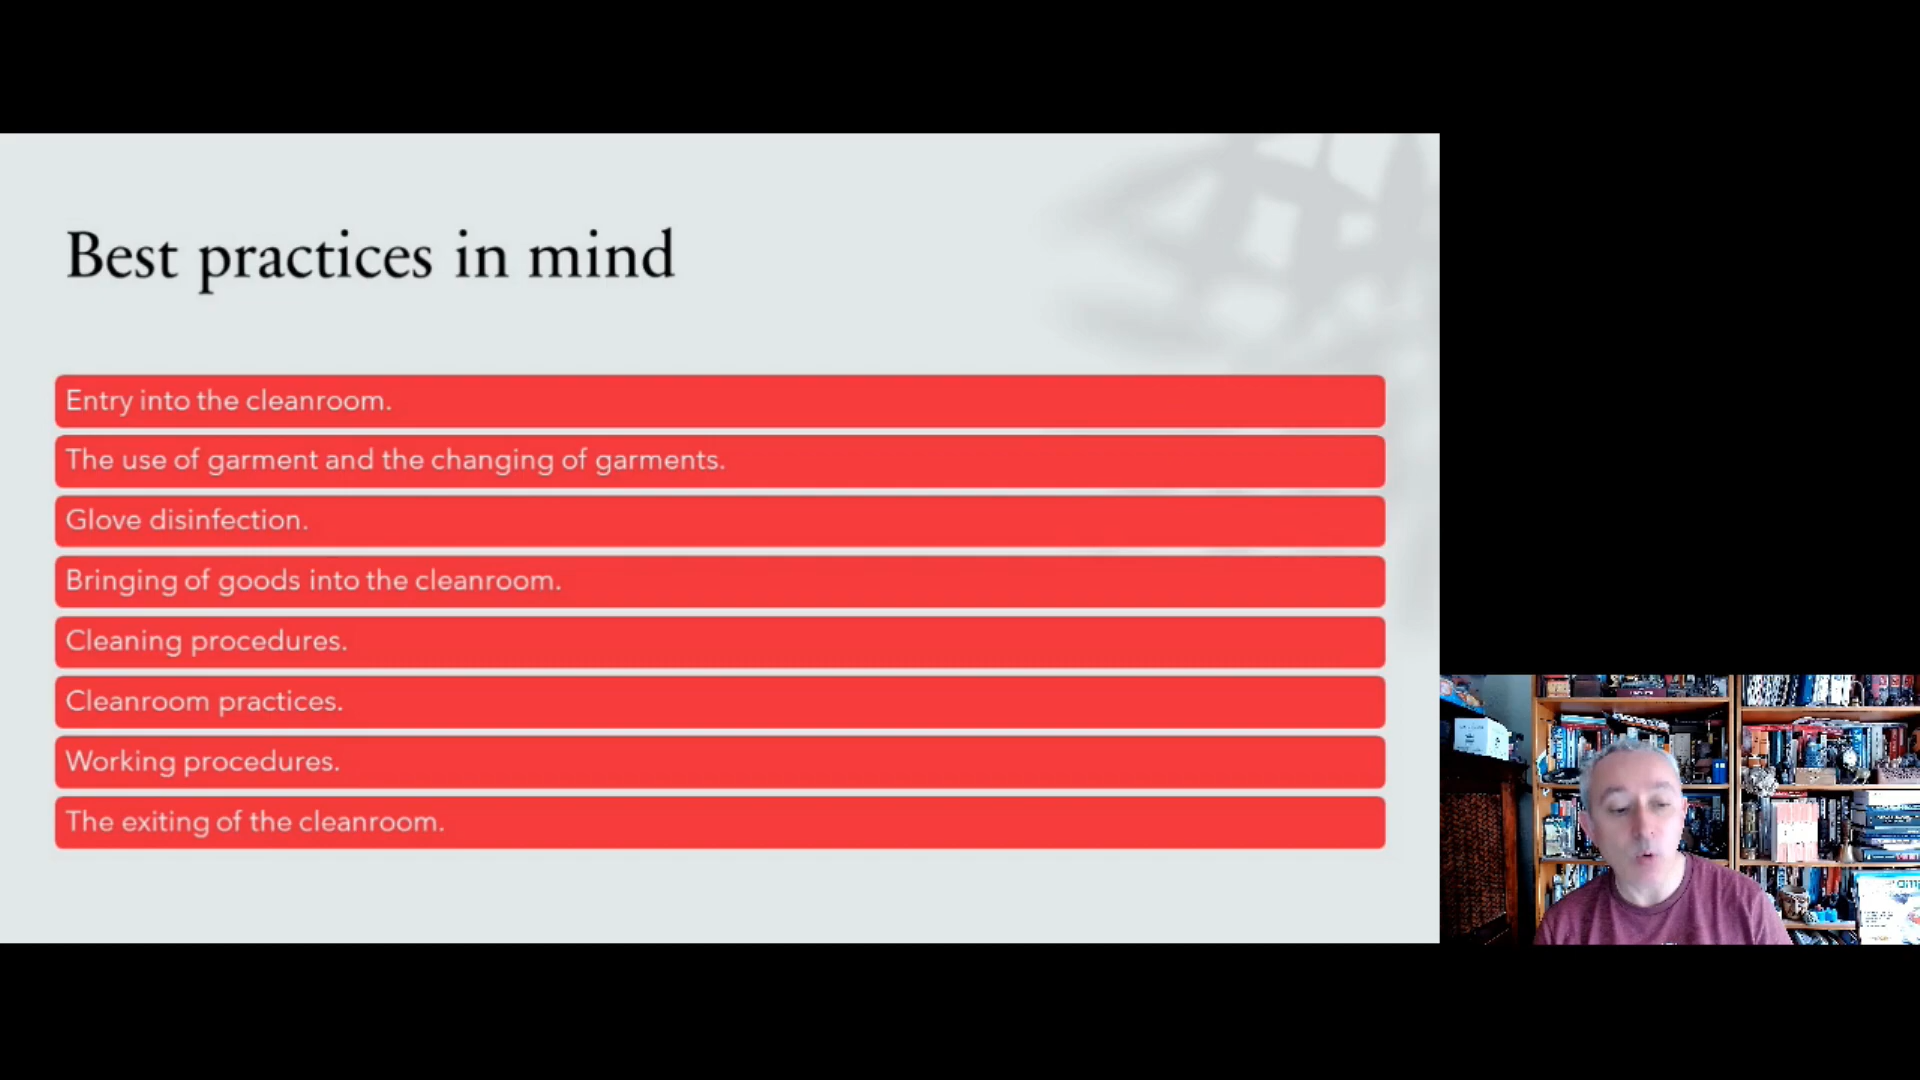 Best practices in mind
Entry into the cleanroom.
The use of garment and the changing of garments.
Glove disinfection.
Bringing of goods into the cleanroom.
Cleaning procedures.
Cleanroom practices.
Working procedures.
The exiting of the cleanroom.